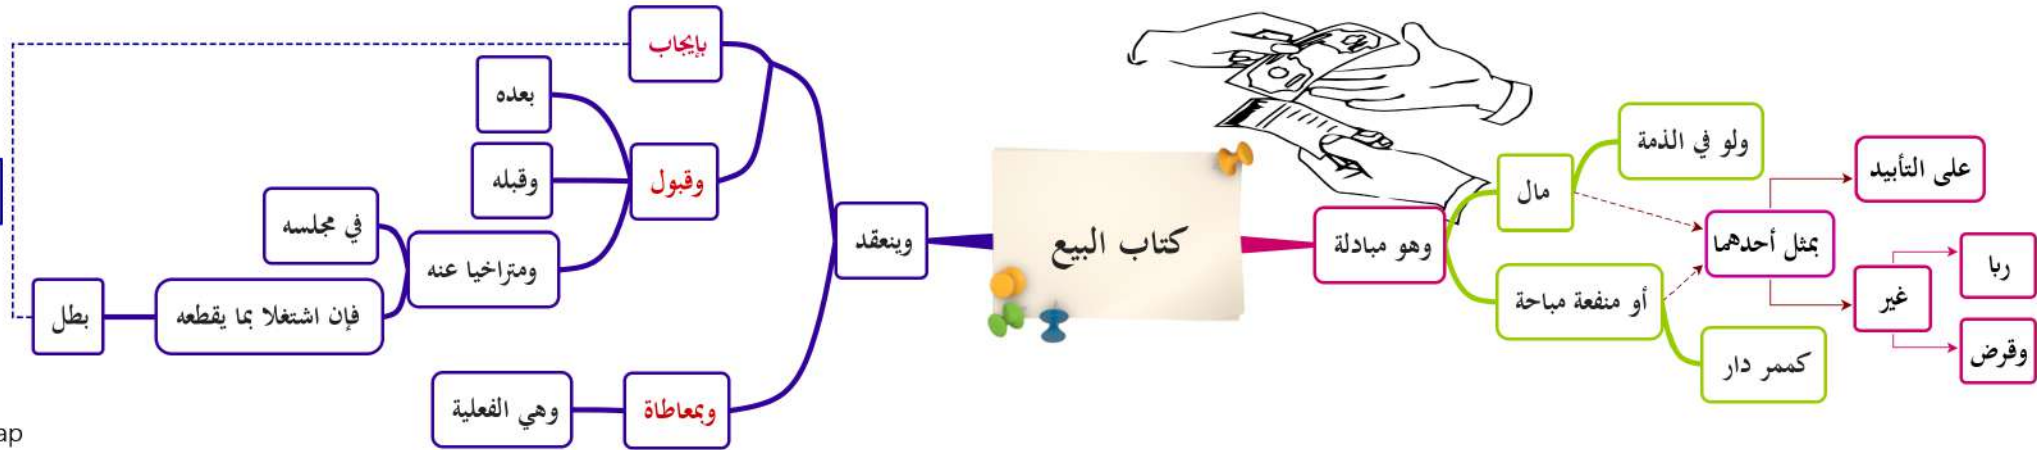 كتاب البيع
وهو مبادلة
مال
ولو في الذمة
أو منفعة مباحة
كممر دار
بمثل أحدهما
على التأبيد
غير
ربا
وقرض
وينعقد
بإيجاب
وقبول
بعده
وقبله
ومتراخيا عنه
في مجلسه
فإن اشتغلا بما يقطعه
بطل
وبمعاطاة
وهي الفعلية
ap